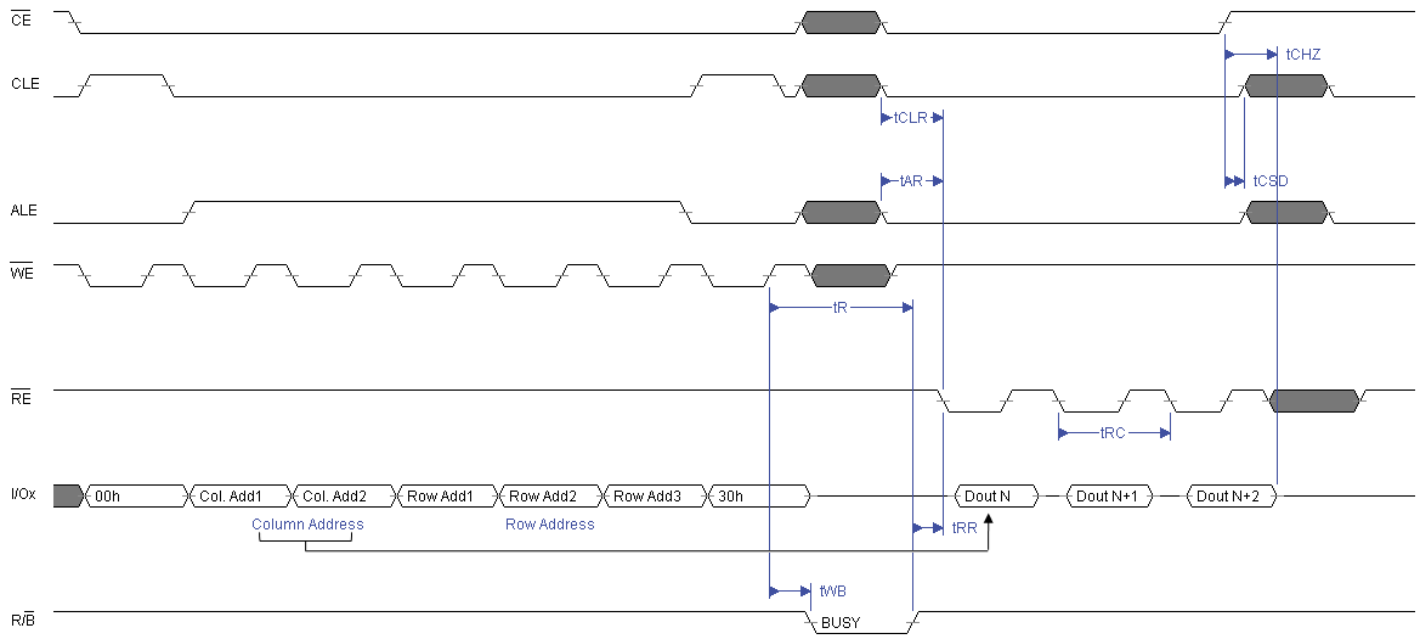 CE
tCHZ
CLE
tCLR
tAR
tCSD
ALE
WE
tR
RE
tRC
I/Ox 00h Col. Add1 Col. Add2 Row Add1 Row Add2 Row Add3 30h Dout N Dout N+1 Dout N+2
Column Address Row Address tRR
tWB
R/B BUSY